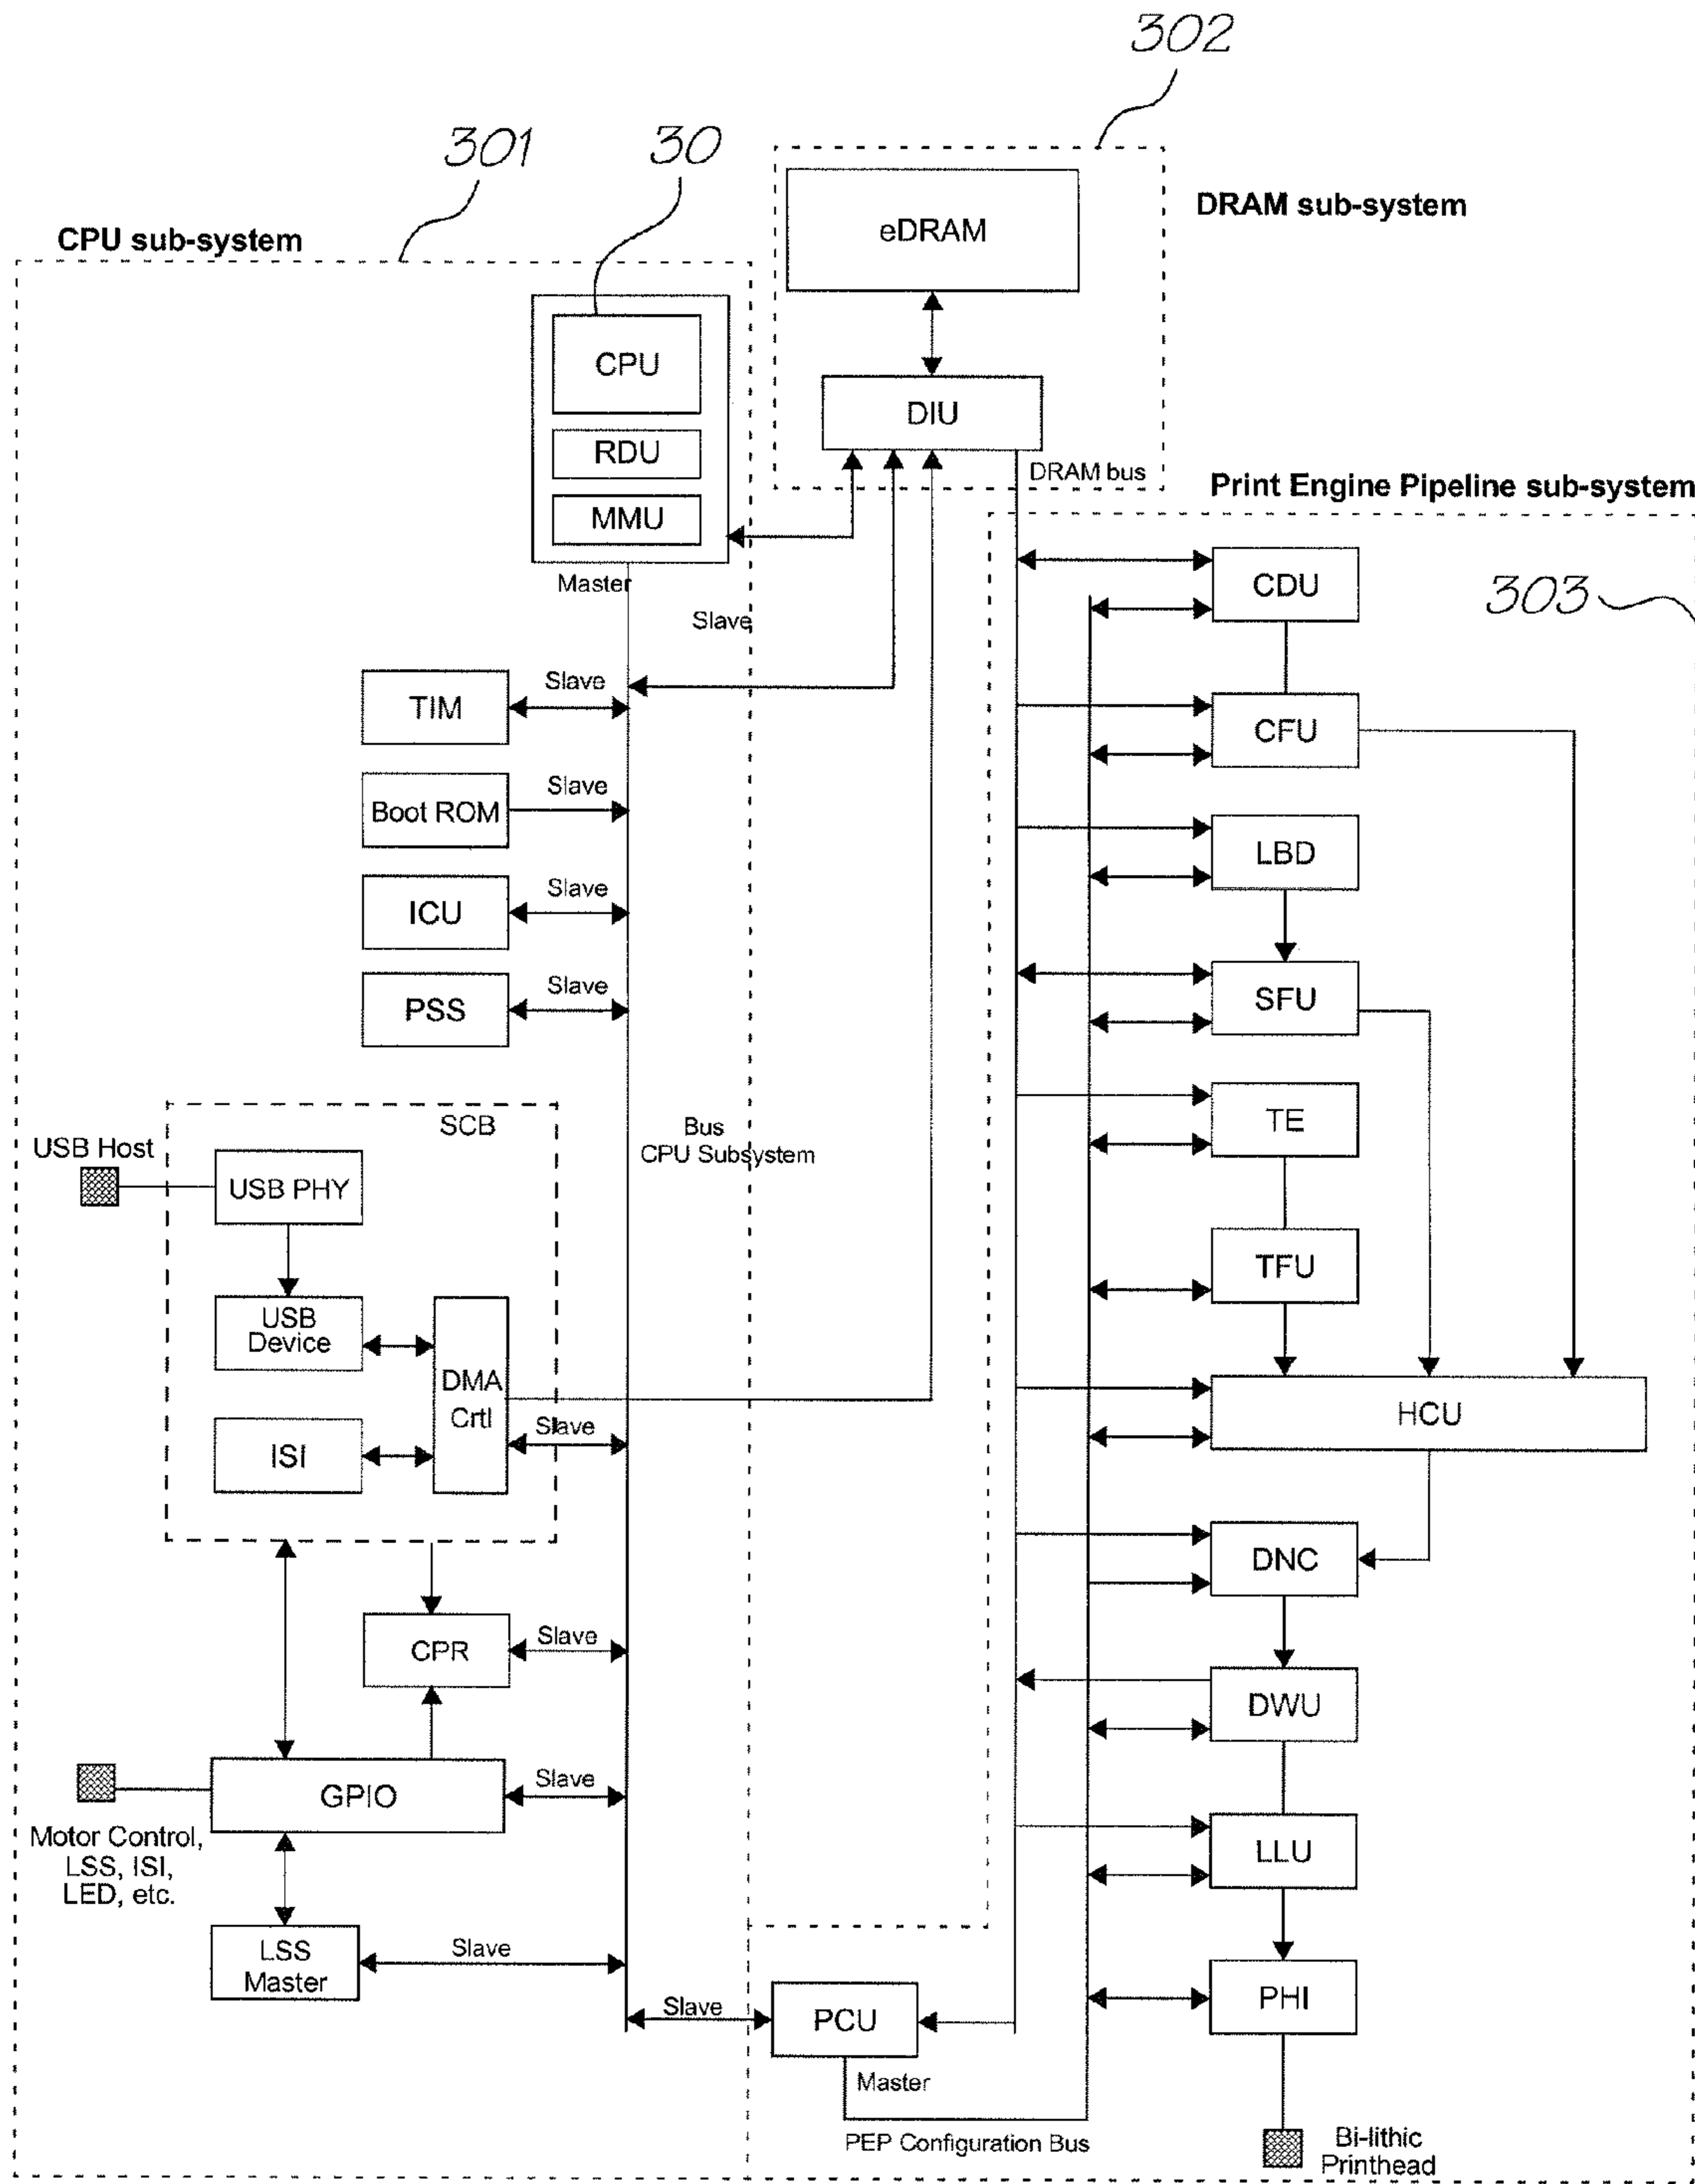 302
301
30
DRAM sub-system
CPU sub-system
eDRAM
CPU
DIU
RDU
DRAM bus
Print Engine Pipeline sub-system
MMU
Master
CDU
303
Slave
Slave
TIM
CFU
Slave
Boot ROM
LBD
Slave
ICU
Slave
PSS
SFU
SCB
Bus
CPU Subsystem
TE
USB Host
USB PHY
TFU
USB
Device
DMA
Crtl
HCU
Slave
ISI
DNC
Slave
CPR
DWU
Slave
GPIO
Motor Control,
LSS, ISI,
LED, etc.
LLU
Slave
LSS
Master
PHI
Slave
PCU
Master
PEP Configuration Bus
Bi-lithic
Printhead